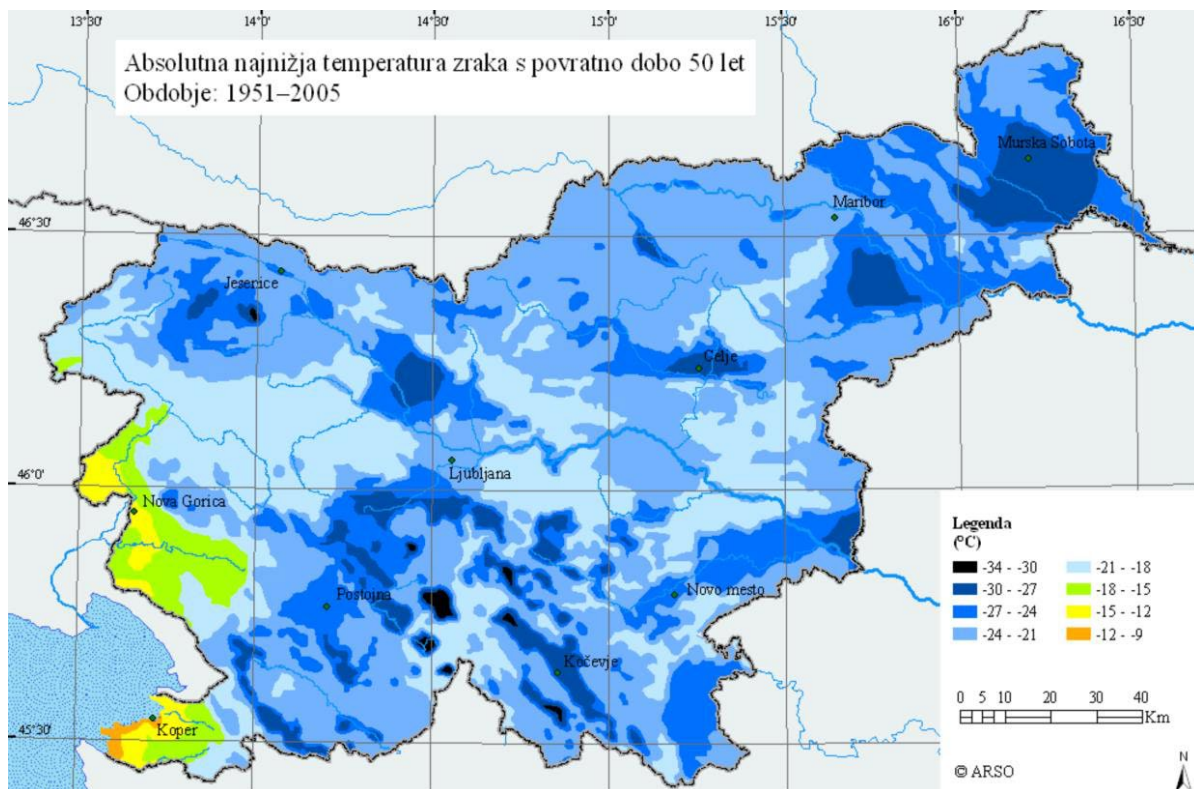 13°30' 14°0' 14°30' 15°0' 15°30' 16°0' 16°30'
Absolutna najnižja temperatura zraka s povratno dobo 50 let
Obdobje: 1951–2005
Murska Sobota
46°30'
Maribor
Jesenice
Celje
46°0'
Ljubljana
Nova Gorica
Postojna
Novo mesto
Kočevje
45°30'
Koper
Legenda
(°C)
-34 - -30 -21 - -18
-30 - -27 -18 - -15
-27 - -24 -15 - -12
-24 - -21 -12 - -9
0 5 10 20 30 40
Km
© ARSO
N